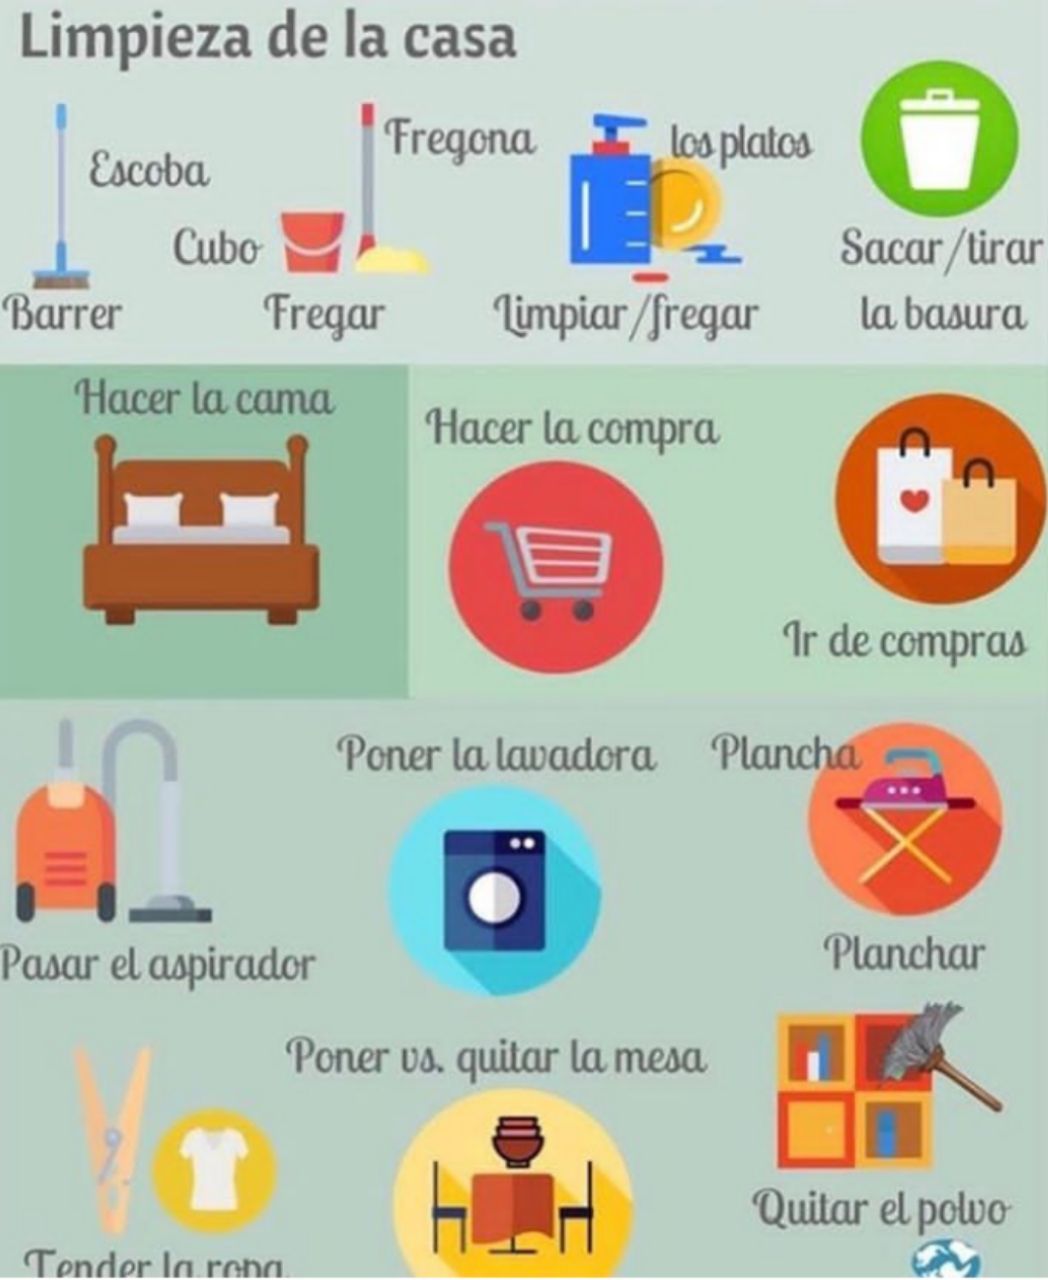 Limpieza de la casa
Escoba
Fregona
los platos
Cubo
Barrer
Fregar
Limpiar/fregar
Sacar/tirar
la basura
Hacer la cama
Hacer la compra
Ir de compras
Poner la lavadora
Plancha
Pasar el aspirador
Planchar
Poner vs. quitar la mesa
Quitar el polvo
Tender la ropa